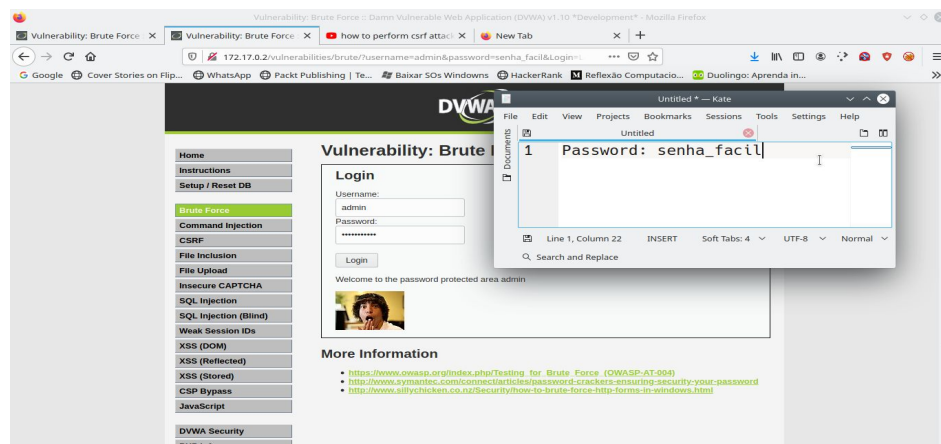 Vulnerability: Brute Force :: Damn Vulnerable Web Application (DVWA) v1.10 *Development* - Mozilla Firefox
Vulnerability: Brute Force
Vulnerability: Brute Force
how to perform csrf attac
New Tab
172.17.0.2/vulnerabilities/brute/?username=admin&password=senha_facil&Login=
Google
Cover Stories on Flip...
WhatsApp
Packt Publishing | Te...
Baixar SOs Windows
HackerRank
Reflexão Computacio...
Duolingo: Aprenda in...
DVWA
Home
Instructions
Setup / Reset DB
Brute Force
Command Injection
CSRF
File Inclusion
File Upload
Insecure CAPTCHA
SQL Injection
SQL Injection (Blind)
Weak Session IDs
XSS (DOM)
XSS (Reflected)
XSS (Stored)
CSP Bypass
JavaScript
DVWA Security
Vulnerability: Brute
Login
Username:
admin
Password:
Login
Welcome to the password protected area admin
More Information
https://www.owasp.org/index.php/Testing_for_Brute_Force_(OWASP-AT-004)
http://www.symantec.com/connect/articles/password-crackers-ensuring-security-your-password
http://www.sillychicken.co.nz/Security/how-to-brute-force-http-forms-in-windows.html
Untitled * — Kate
File Edit View Projects Bookmarks Sessions Tools Settings Help
Untitled
Documents
1 Password: senha_facil
Line 1, Column 22 INSERT Soft Tabs: 4 UTF-8 Normal
Search and Replace